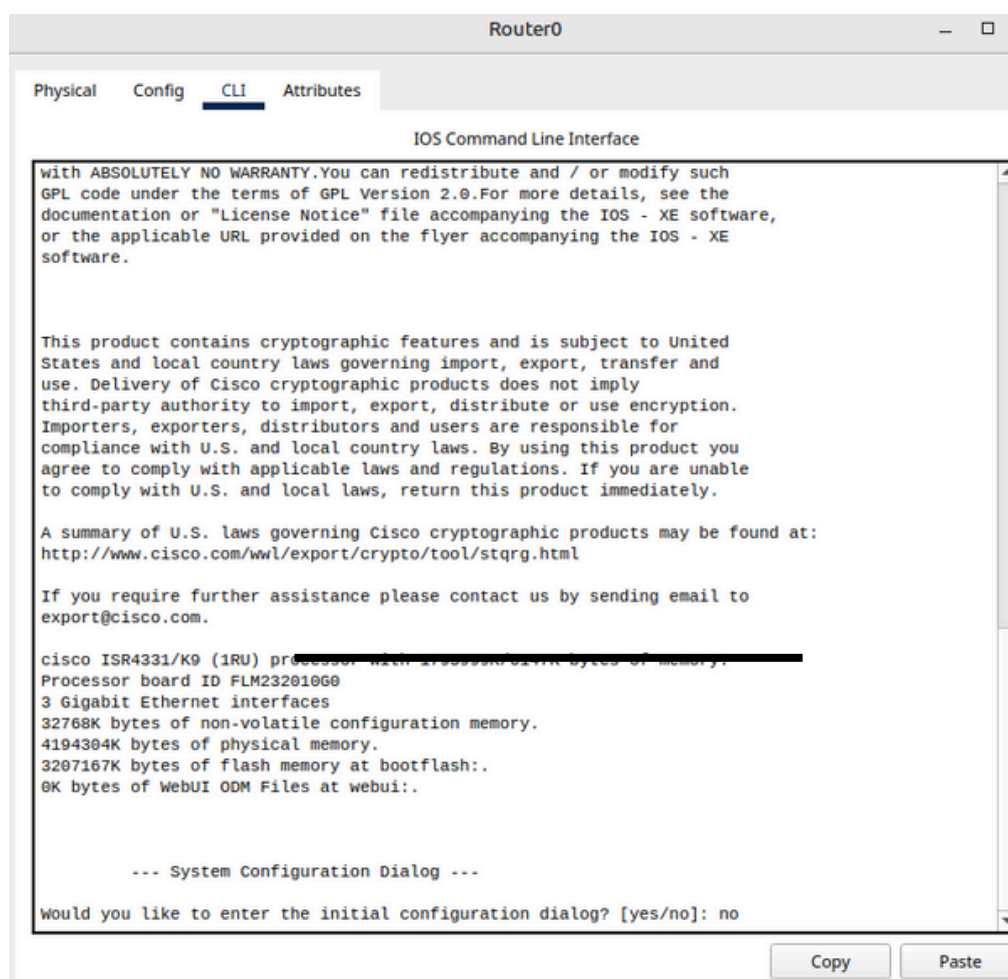 Router0
Physical Config CLI Attributes
IOS Command Line Interface
with ABSOLUTELY NO WARRANTY.You can redistribute and / or modify such
GPL code under the terms of GPL Version 2.0.For more details, see the
documentation or "License Notice" file accompanying the IOS - XE software,
or the applicable URL provided on the flyer accompanying the IOS - XE
software.
This product contains cryptographic features and is subject to United
States and local country laws governing import, export, transfer and
use. Delivery of Cisco cryptographic products does not imply
third-party authority to import, export, distribute or use encryption.
Importers, exporters, distributors and users are responsible for
compliance with U.S. and local country laws. By using this product you
agree to comply with applicable laws and regulations. If you are unable
to comply with U.S. and local laws, return this product immediately.
A summary of U.S. laws governing Cisco cryptographic products may be found at:
http://www.cisco.com/wwl/export/crypto/tool/stqrg.html
If you require further assistance please contact us by sending email to
export@cisco.com.
cisco ISR4331/K9 (1RU)
Processor board ID FLM232010G0
3 Gigabit Ethernet interfaces
32768K bytes of non-volatile configuration memory.
4194304K bytes of physical memory.
3207167K bytes of flash memory at bootflash:.
0K bytes of WebUI ODM Files at webui:.
--- System Configuration Dialog ---
Would you like to enter the initial configuration dialog? [yes/no]: no
Copy Paste